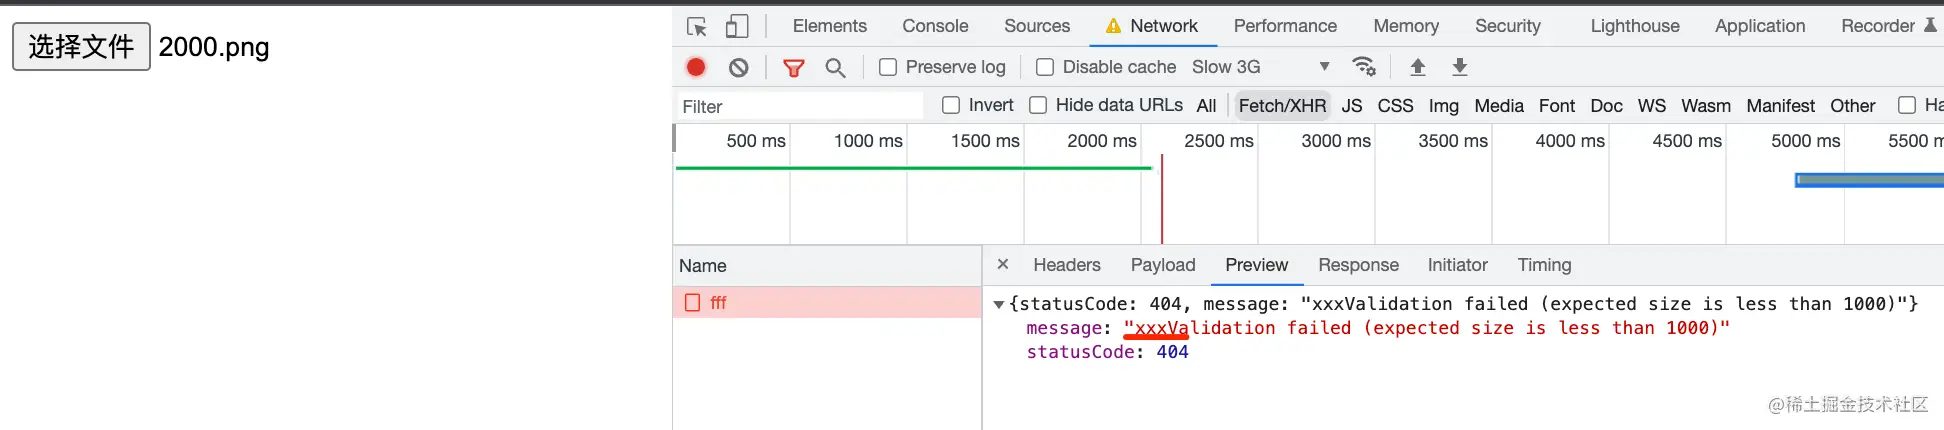 选择文件 2000.png
Elements Console Sources Network Performance Memory Security Lighthouse Application Recorder
Preserve log Disable cache Slow 3G
Filter Invert Hide data URLs All Fetch/XHR JS CSS Img Media Font Doc WS Wasm Manifest Other Ha
500 ms 1000 ms 1500 ms 2000 ms 2500 ms 3000 ms 3500 ms 4000 ms 4500 ms 5000 ms 5500 m
Name
fff
× Headers Payload Preview Response Initiator Timing
{statusCode: 404, message: "xxxValidation failed (expected size is less than 1000)"}
message: "xxxValidation failed (expected size is less than 1000)"
statusCode: 404
@稀土掘金技术社区